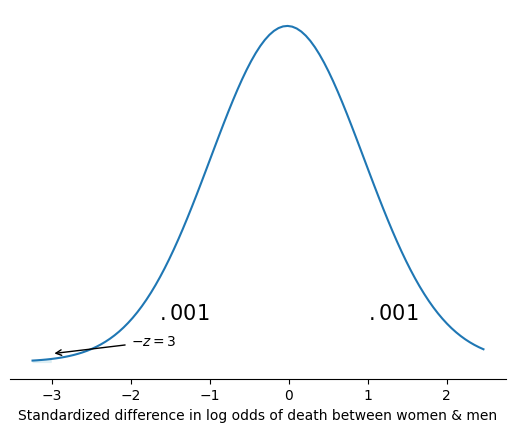 .001 .001
−z = 3
−3 −2 −1 0 1 2
Standardized difference in log odds of death between women & men